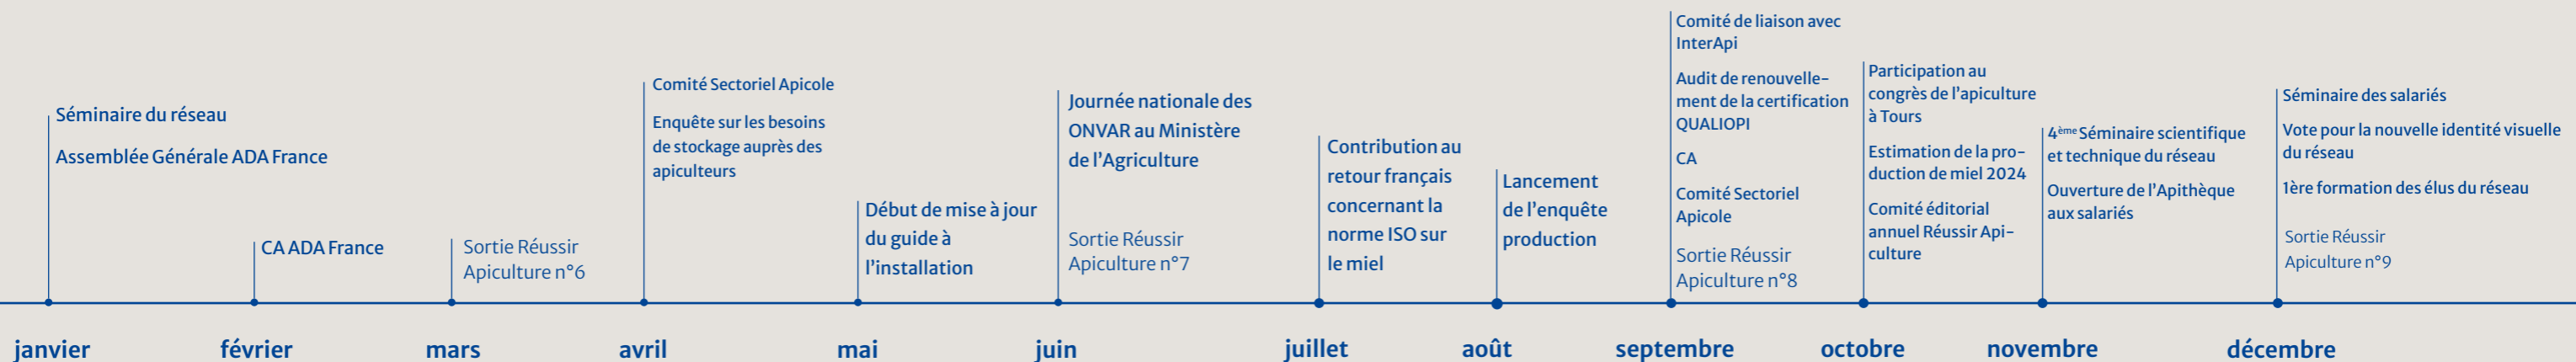 Séminaire du réseau
Assemblée Générale ADA France
CA ADA France
Sortie Réussir
Apiculture n°6
Comité Sectoriel Apicole
Enquête sur les besoins
de stockage auprès des
apiculteurs
Début de mise à jour
du guide à
l’installation
Journée nationale des
ONVAR au Ministère
de l’Agriculture
Sortie Réussir
Apiculture n°7
Contribution au
retour français
concernant la
norme ISO sur
le miel
Lancement
de l’enquête
production
Comité de liaison avec
InterApi
Audit de renouvelle-
ment de la certification
QUALIOPI
CA
Comité Sectoriel
Apicole
Sortie Réussir
Apiculture n°8
Participation au
congrès de l’apiculture
à Tours
Estimation de la pro-
duction de miel 2024
Comité éditorial
annuel Réussir Api-
culture
4ème Séminaire scientifique
et technique du réseau
Ouverture de l’Apithèque
aux salariés
Séminaire des salariés
Vote pour la nouvelle identité visuelle
du réseau
1ère formation des élus du réseau
Sortie Réussir
Apiculture n°9
janvier
février
mars
avril
mai
juin
juillet
août
septembre
octobre
novembre
décembre